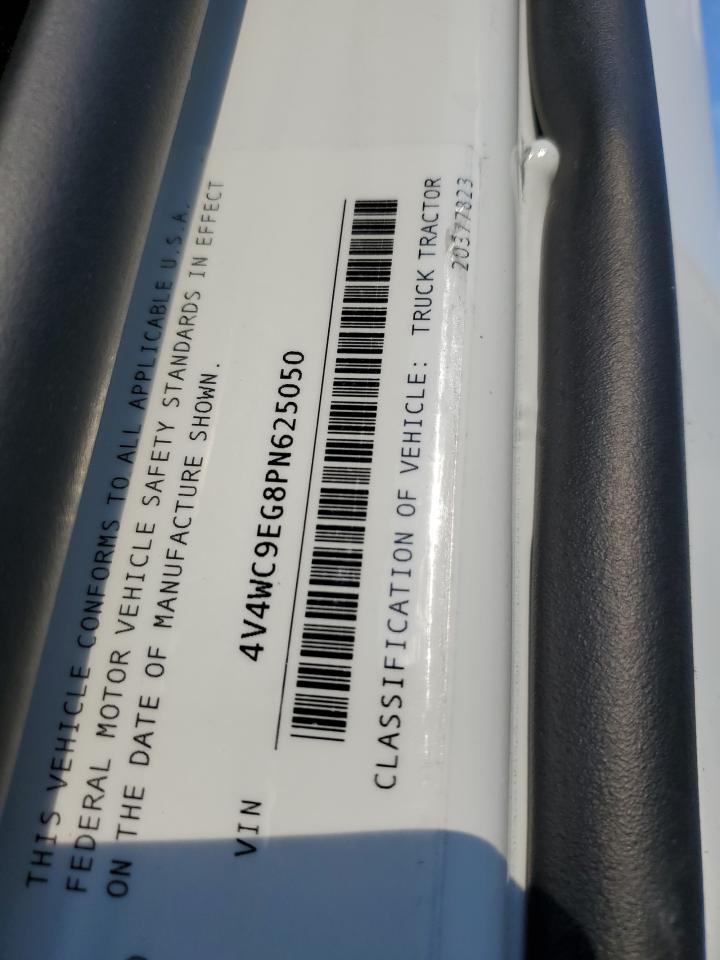 THIS VEHICLE CONFORMS TO ALL APPLICABLE U.S.A.
FEDERAL MOTOR VEHICLE SAFETY STANDARDS IN EFFECT
ON THE DATE OF MANUFACTURE SHOWN.
VIN 4V4WC9EG8PN625050
CLASSIFICATION OF VEHICLE: TRUCK TRACTOR
20577823